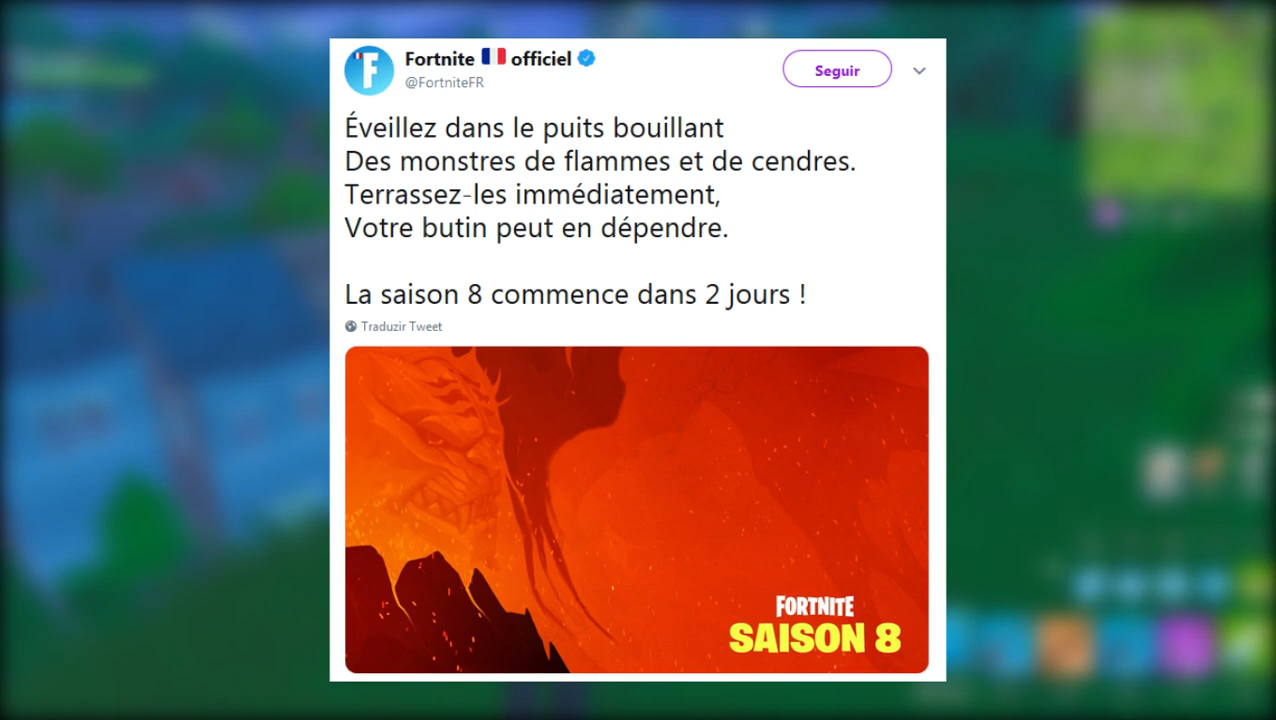 Fortnite 🇫🇷 officiel
@FortniteFR
Seguir
Éveillez dans le puits bouillant
Des monstres de flammes et de cendres.
Terrassez-les immédiatement,
Votre butin peut en dépendre.
La saison 8 commence dans 2 jours !
Traduzir Tweet
FORTNITE
SAISON 8